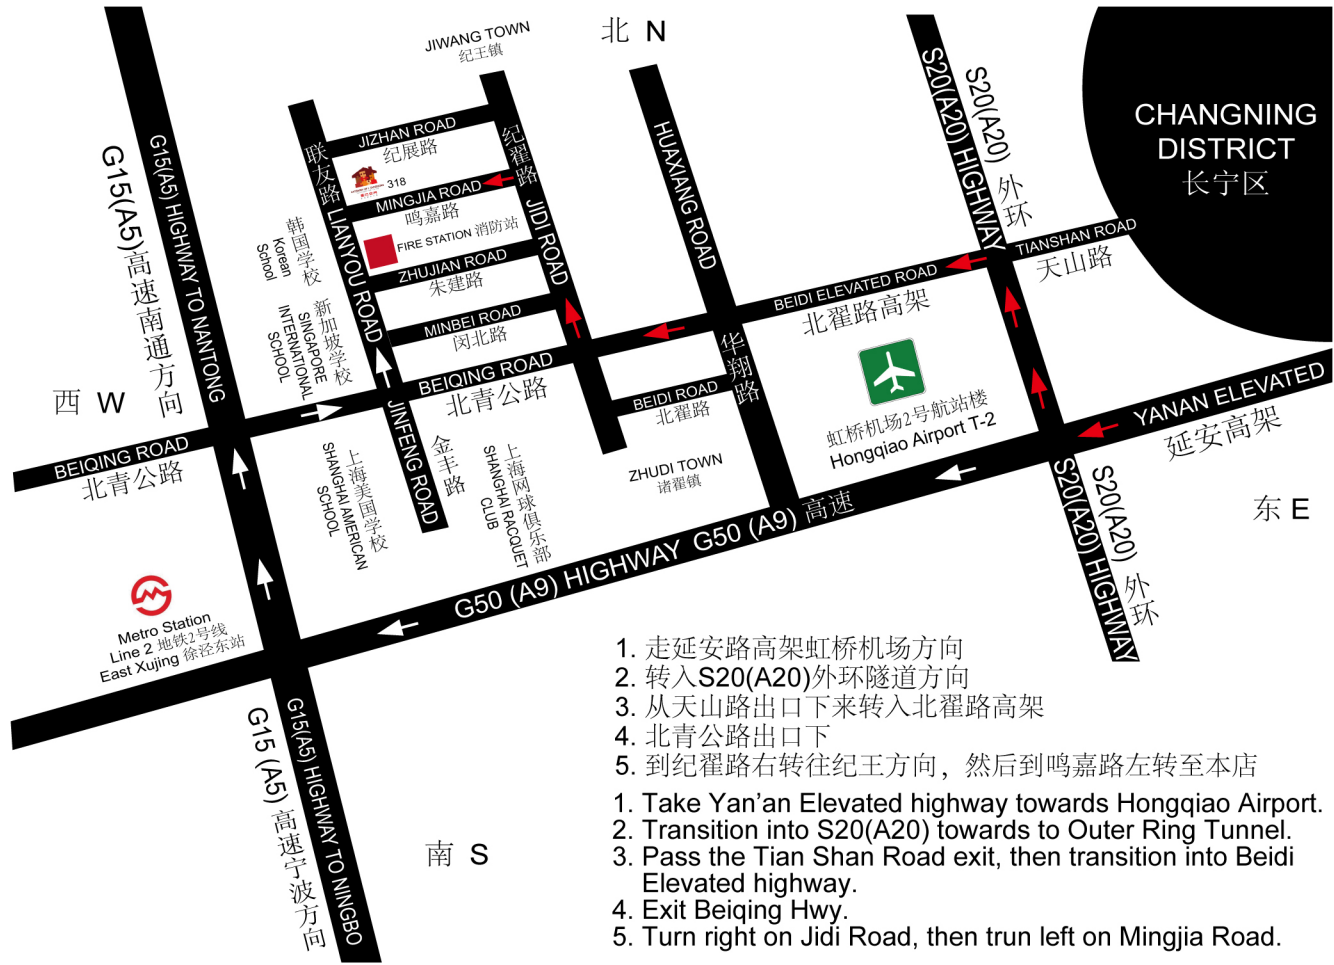 北 N
JIWANG TOWN
纪王镇
CHANGNING
DISTRICT
长宁区
S20(A20) HIGHWAY
S20(A20) 外环
G15(A5) HIGHWAY TO NANTONG
G15(A5)高速南通方向
联友路 LIANYOU ROAD
JIZHAN ROAD
纪展路
纪翟路 JIDI ROAD
318
MINGJIA ROAD
鸣嘉路
FIRE STATION 消防站
ZHUJIAN ROAD
朱建路
MINBEI ROAD
闵北路
HUAXIANG ROAD
华翔路
TIANSHAN ROAD
天山路
BEIDI ELEVATED ROAD
北翟路高架
韩国学校
Korean
School
新加坡学校
SINGAPORE
INTERNATIONAL
SCHOOL
BEIQING ROAD
北青公路
BEIDI ROAD
北翟路
虹桥机场2号航站楼
Hongqiao Airport T-2
YANAN ELEVATED
延安高架
西 W
BEIQING ROAD
北青公路
JINFENG ROAD
金丰路
上海美国学校
SHANGHAI AMERICAN
SCHOOL
上海网球俱乐部
SHANGHAI RACQUET
CLUB
ZHUDI TOWN
诸翟镇
东 E
S20(A20) HIGHWAY
S20(A20) 外环
G50 (A9) HIGHWAY G50 (A9) 高速
Metro Station
Line 2 地铁2号线
East Xujing 徐泾东站
G15(A5) HIGHWAY TO NINGBO
G15 (A5) 高速宁波方向
南 S
1. 走延安路高架虹桥机场方向
2. 转入S20(A20)外环隧道方向
3. 从天山路出口下来转入北翟路高架
4. 北青公路出口下
5. 到纪翟路右转往纪王方向，然后到鸣嘉路左转至本店
1. Take Yan’an Elevated highway towards Hongqiao Airport.
2. Transition into S20(A20) towards to Outer Ring Tunnel.
3. Pass the Tian Shan Road exit, then transition into Beidi
Elevated highway.
4. Exit Beiqing Hwy.
5. Turn right on Jidi Road, then trun left on Mingjia Road.